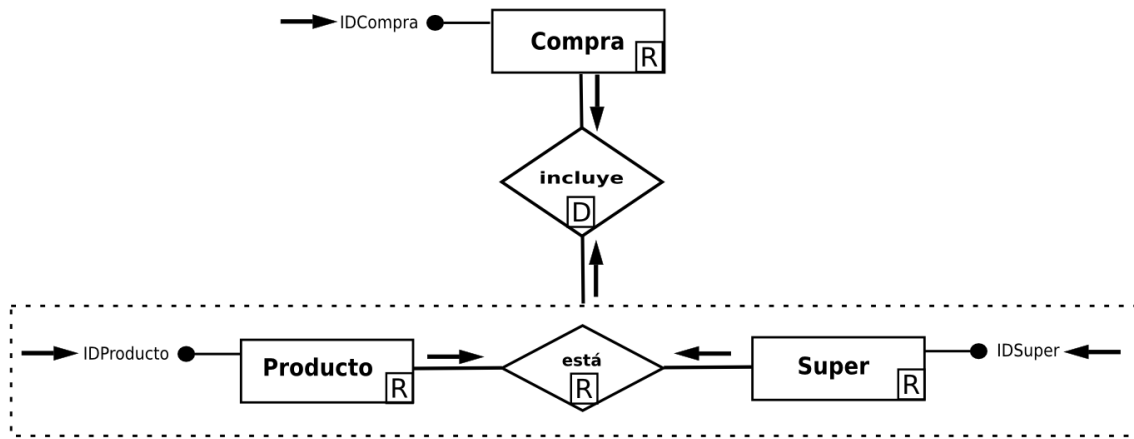 IDCompra
Compra
R
incluye
D
IDProducto
Producto
R
está
R
Super
R
IDSuper